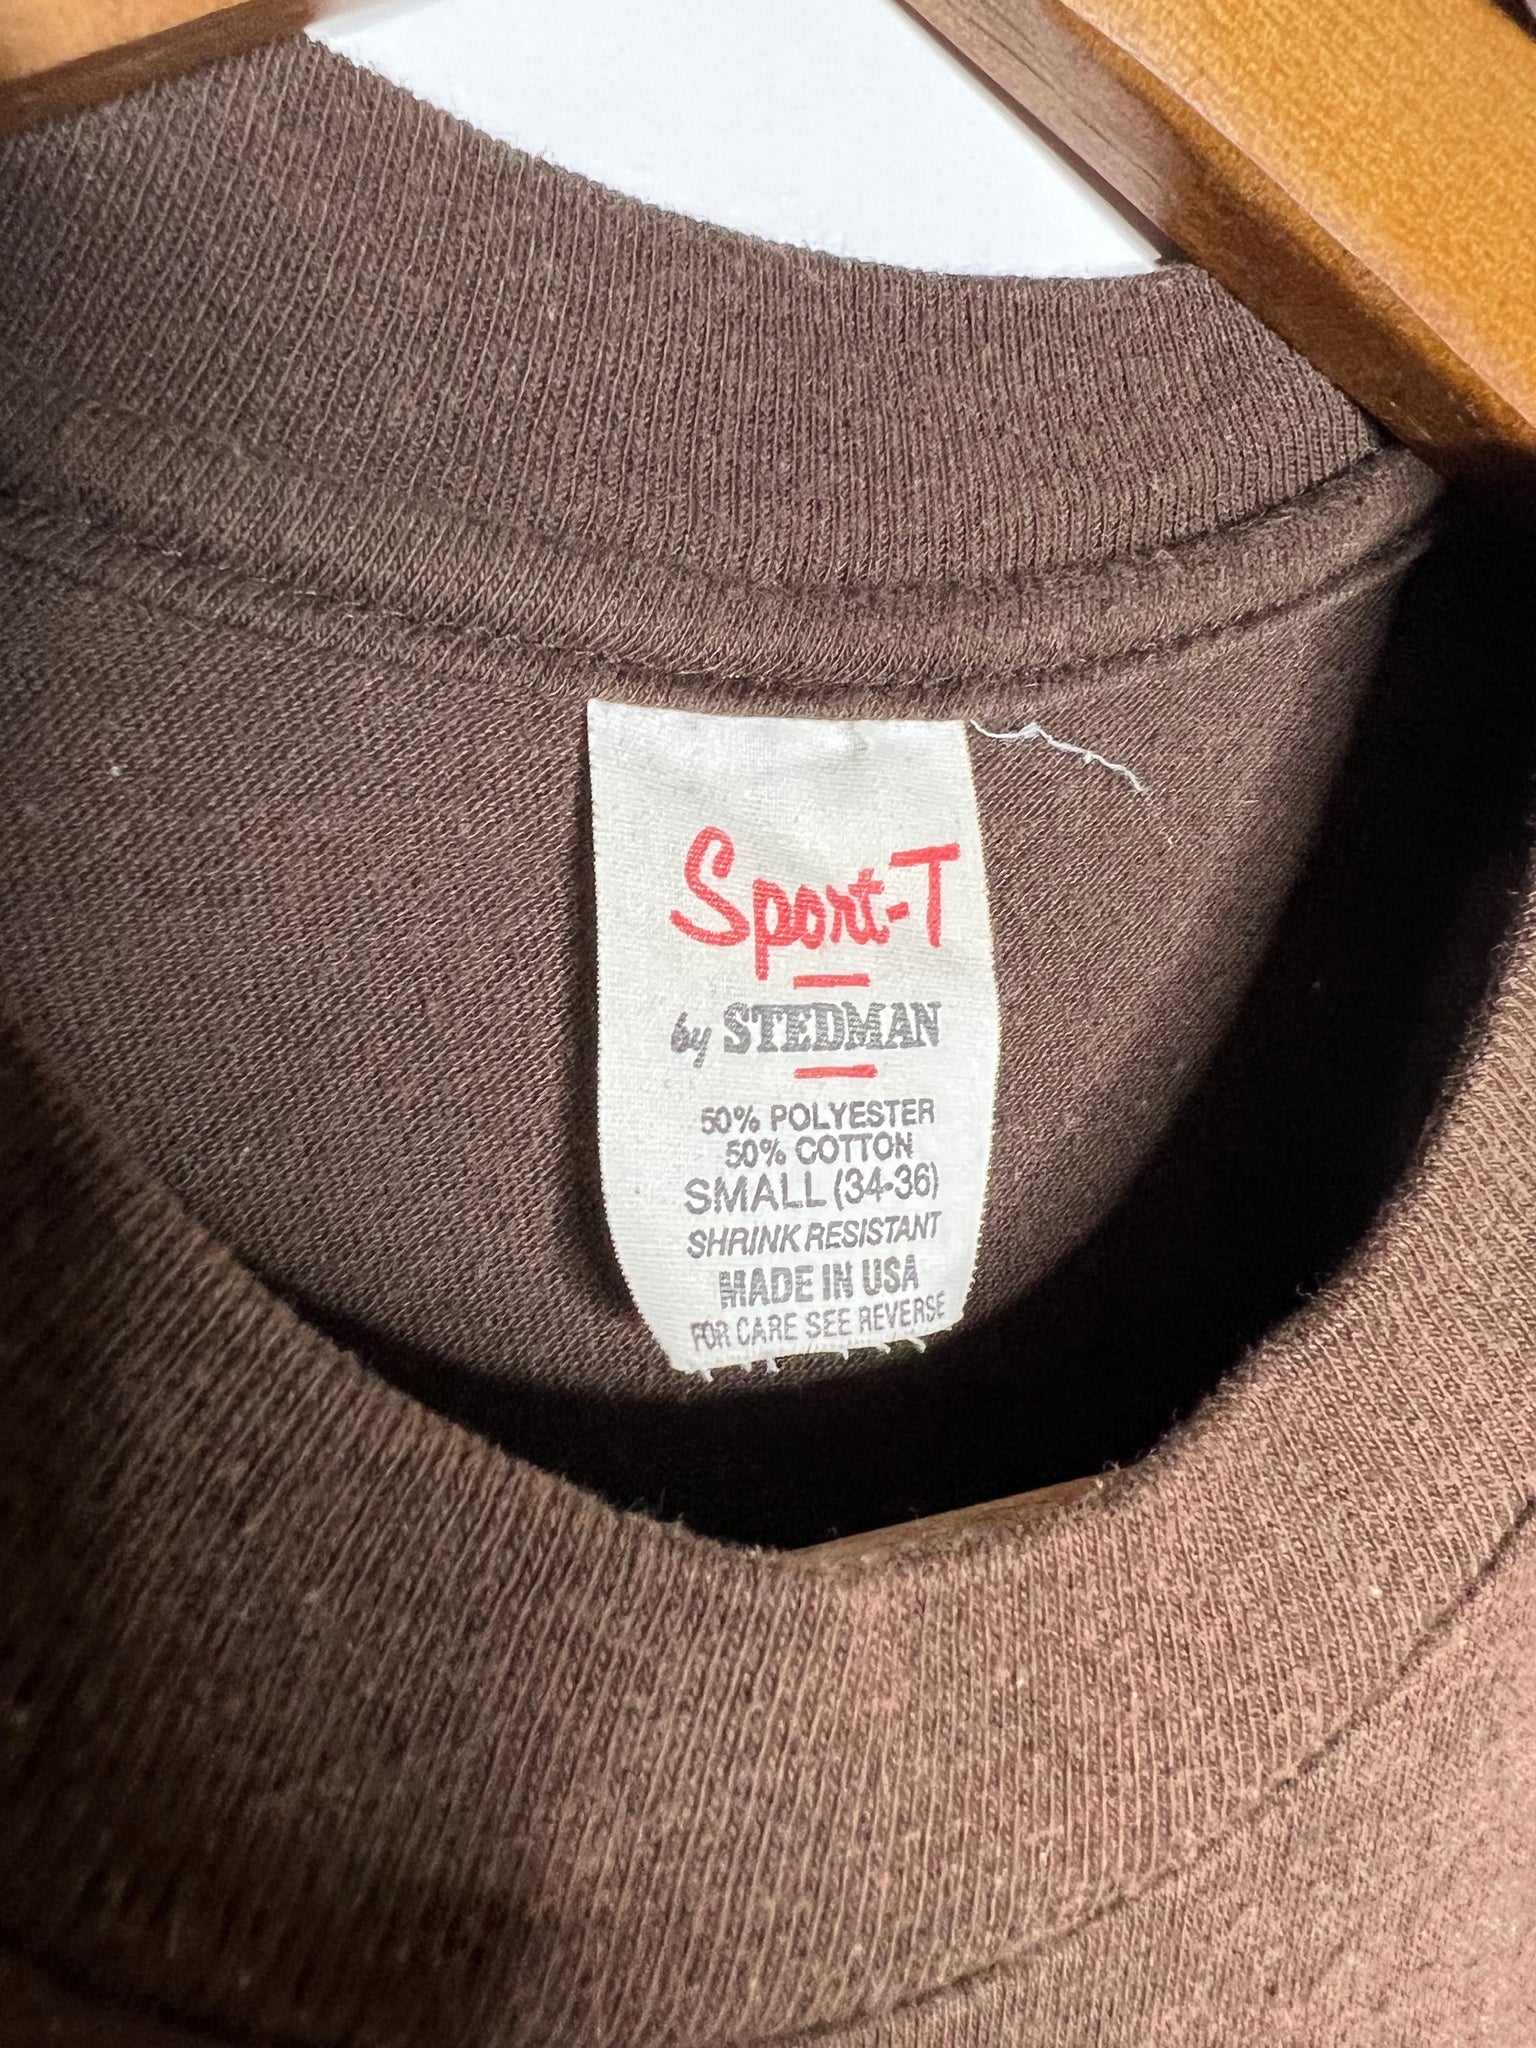 Sport-T
by STEDMAN
50% POLYESTER
50% COTTON
SMALL (34-36)
SHRINK RESISTANT
MADE IN USA
FOR CARE SEE REVERSE